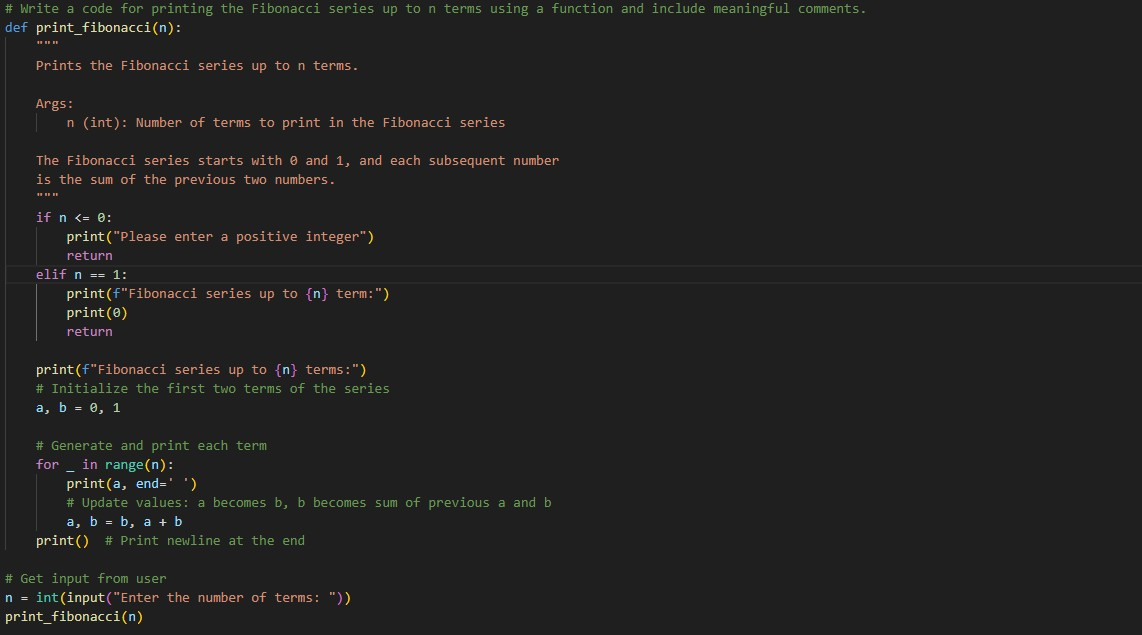 # Write a code for printing the Fibonacci series up to n terms using a function and include meaningful comments.
def print_fibonacci(n):
    """
    Prints the Fibonacci series up to n terms.

    Args:
        n (int): Number of terms to print in the Fibonacci series

    The Fibonacci series starts with 0 and 1, and each subsequent number
    is the sum of the previous two numbers.
    """
    if n <= 0:
        print("Please enter a positive integer")
        return
    elif n == 1:
        print(f"Fibonacci series up to {n} term:")
        print(0)
        return

    print(f"Fibonacci series up to {n} terms:")
    # Initialize the first two terms of the series
    a, b = 0, 1

    # Generate and print each term
    for _ in range(n):
        print(a, end=' ')
        # Update values: a becomes b, b becomes sum of previous a and b
        a, b = b, a + b
    print()  # Print newline at the end

# Get input from user
n = int(input("Enter the number of terms: "))
print_fibonacci(n)